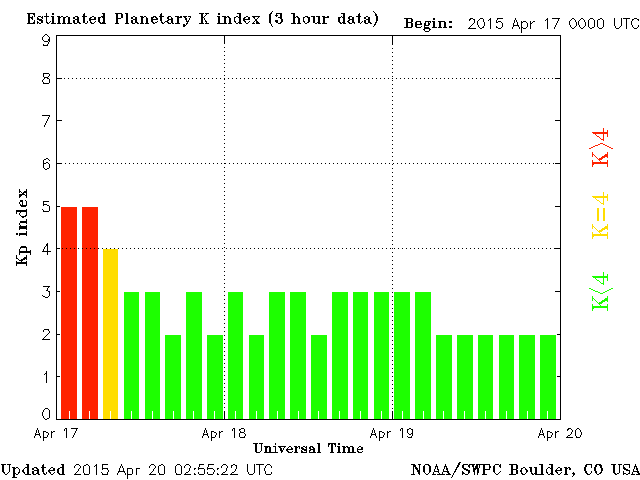 Estimated Planetary K index (3 hour data) Begin: 2015 Apr 17 0000 UTC
9
8
7
6
5
4
3
2
1
0
Kp index
K>4
K=4
K<4
Apr 17 Apr 18 Apr 19 Apr 20
Universal Time
Updated 2015 Apr 20 02:55:22 UTC NOAA/SWPC Boulder, CO USA